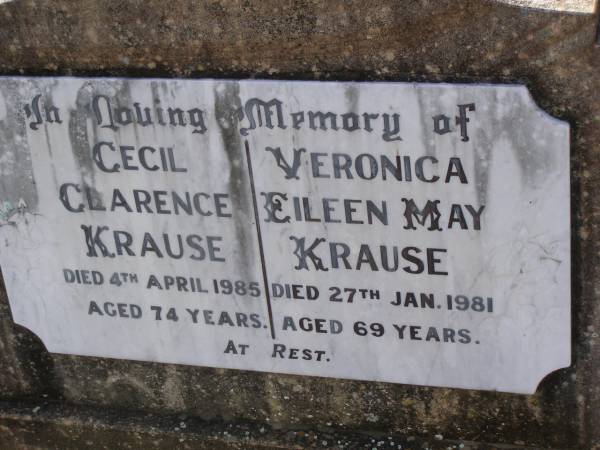 In Loving Memory of
CECIL
CLARENCE
KRAUSE
DIED 4TH APRIL 1985
AGED 74 YEARS.
VERONICA
EILEEN MAY
KRAUSE
DIED 27TH JAN. 1981
AGED 69 YEARS.
AT REST.